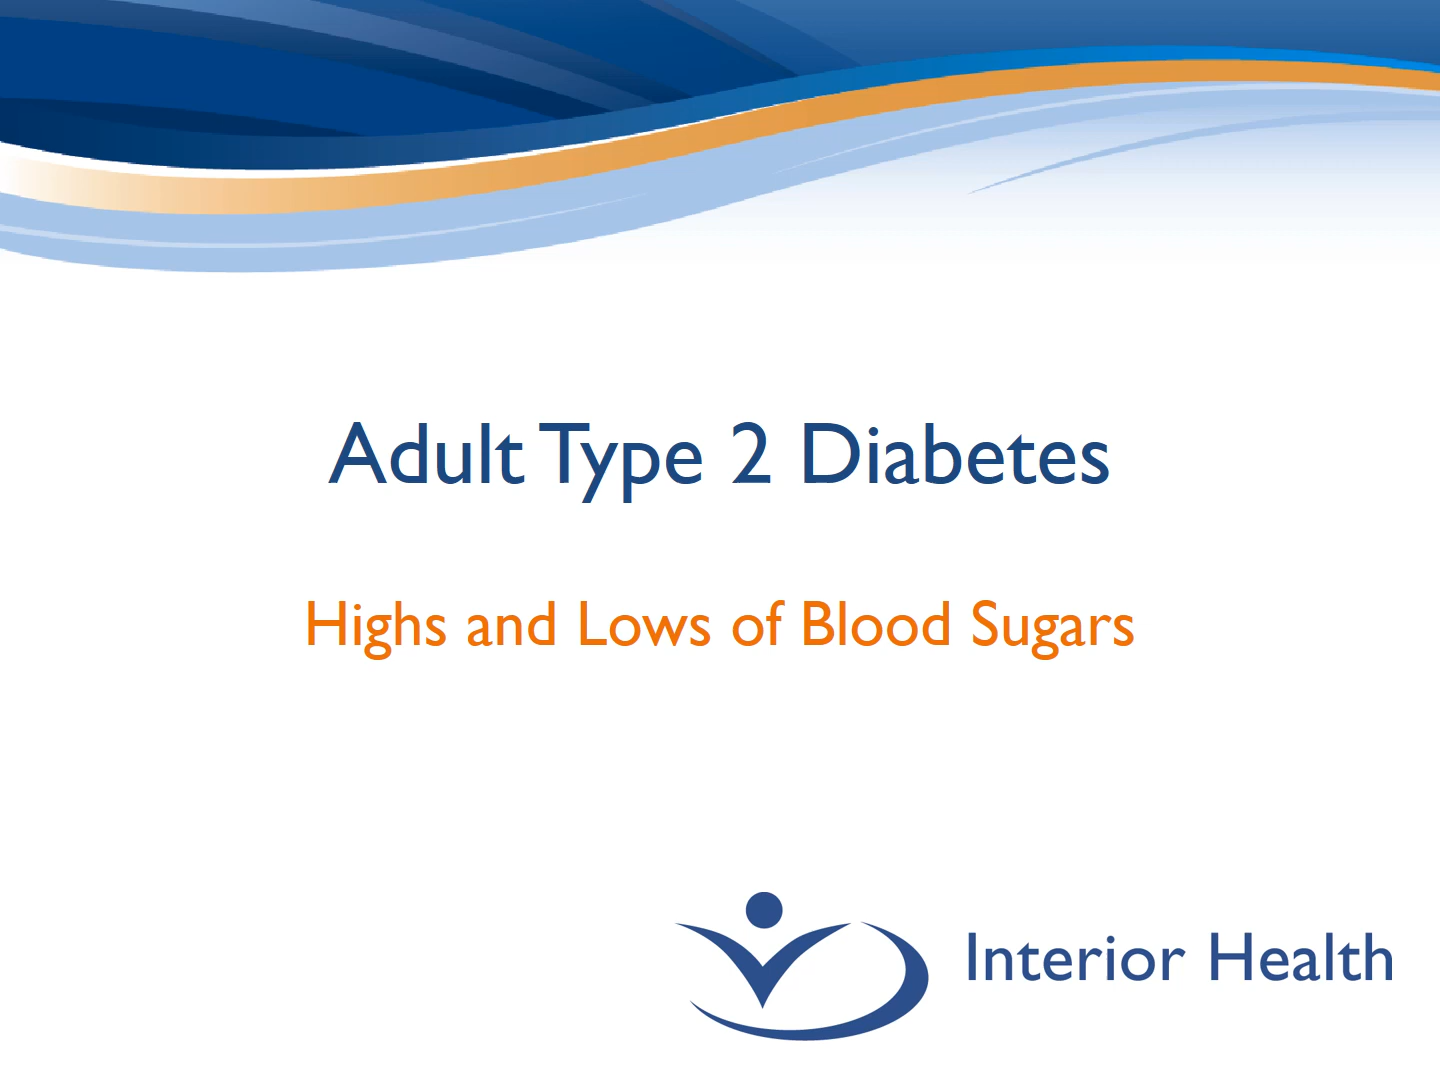 Adult Type 2 Diabetes
Highs and Lows of Blood Sugars
Interior Health